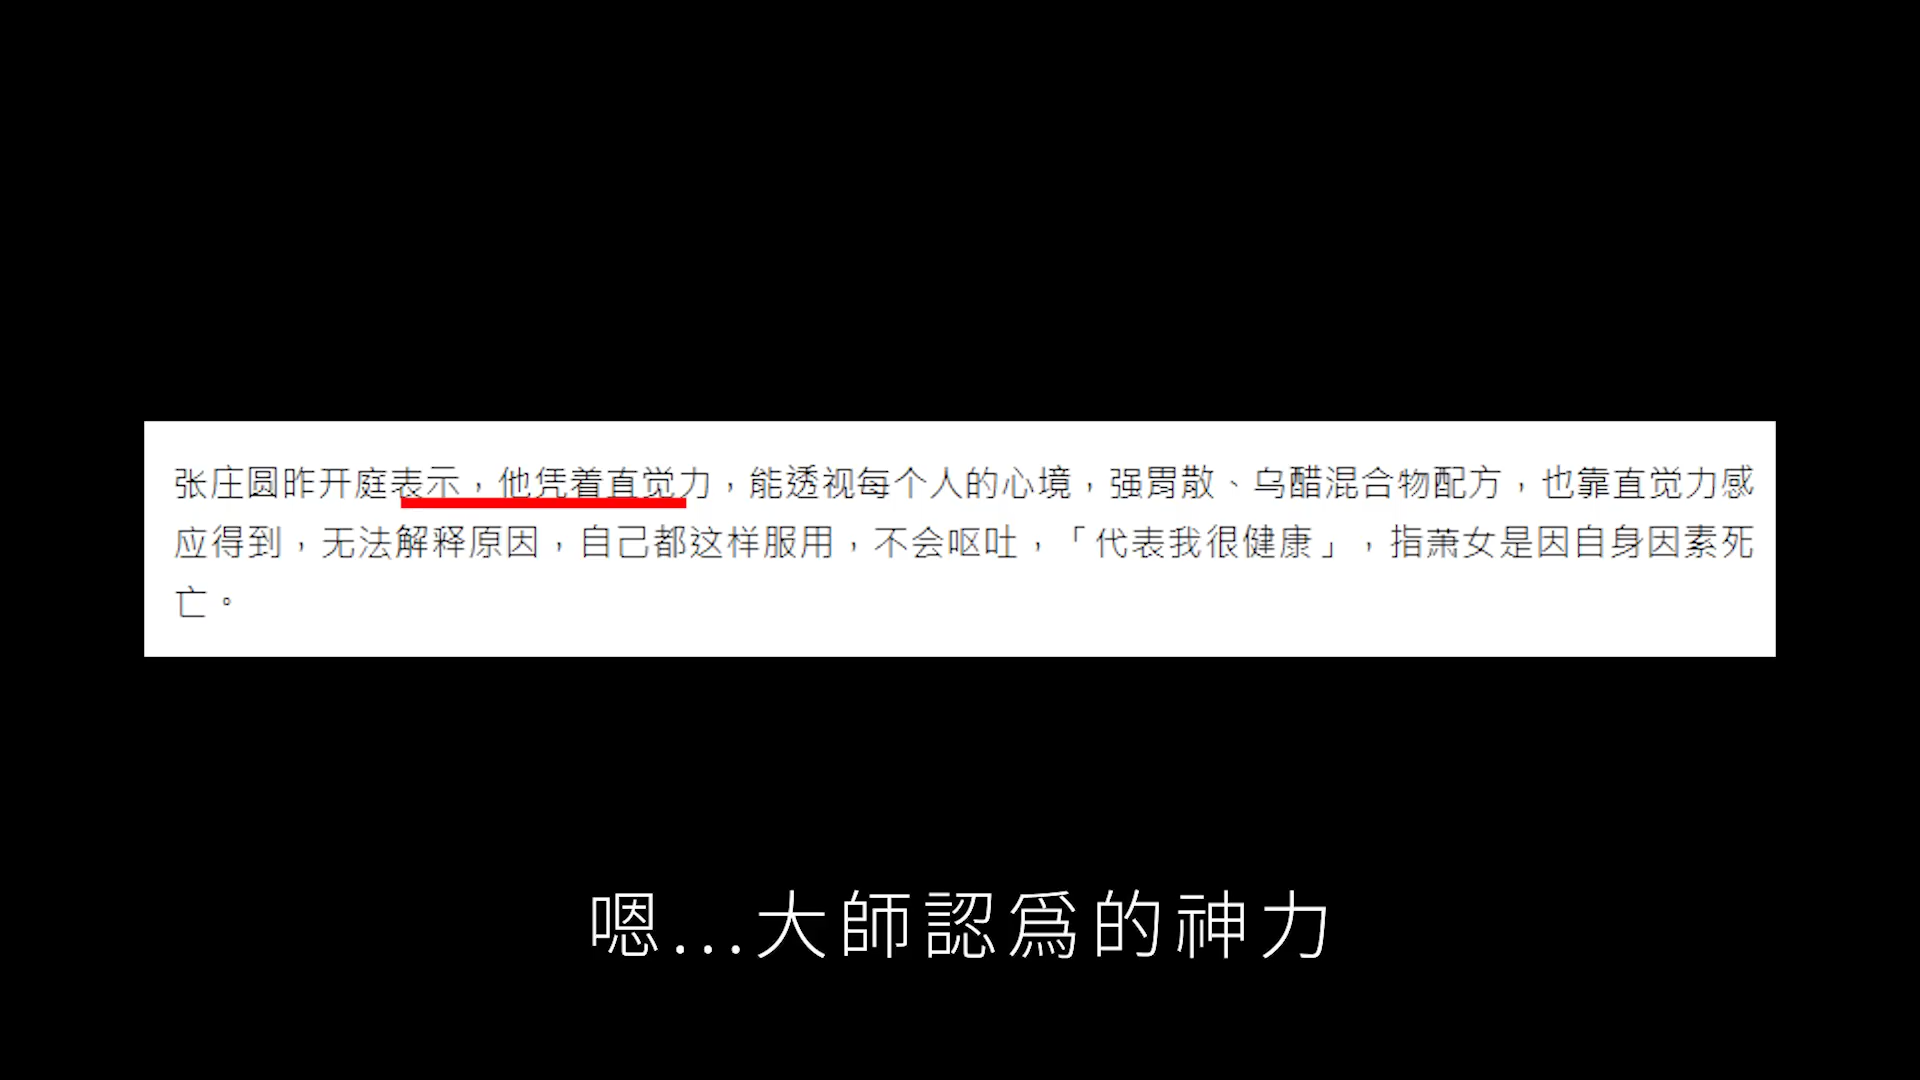 张庄圆昨开庭表示，他凭着直觉力，能透视每个人的心境，强胃散、乌醋混合物配方，也靠直觉力感
应得到，无法解释原因，自己都这样服用，不会呕吐，「代表我很健康」，指萧女是因自身因素死
亡。
嗯...大師認爲的神力